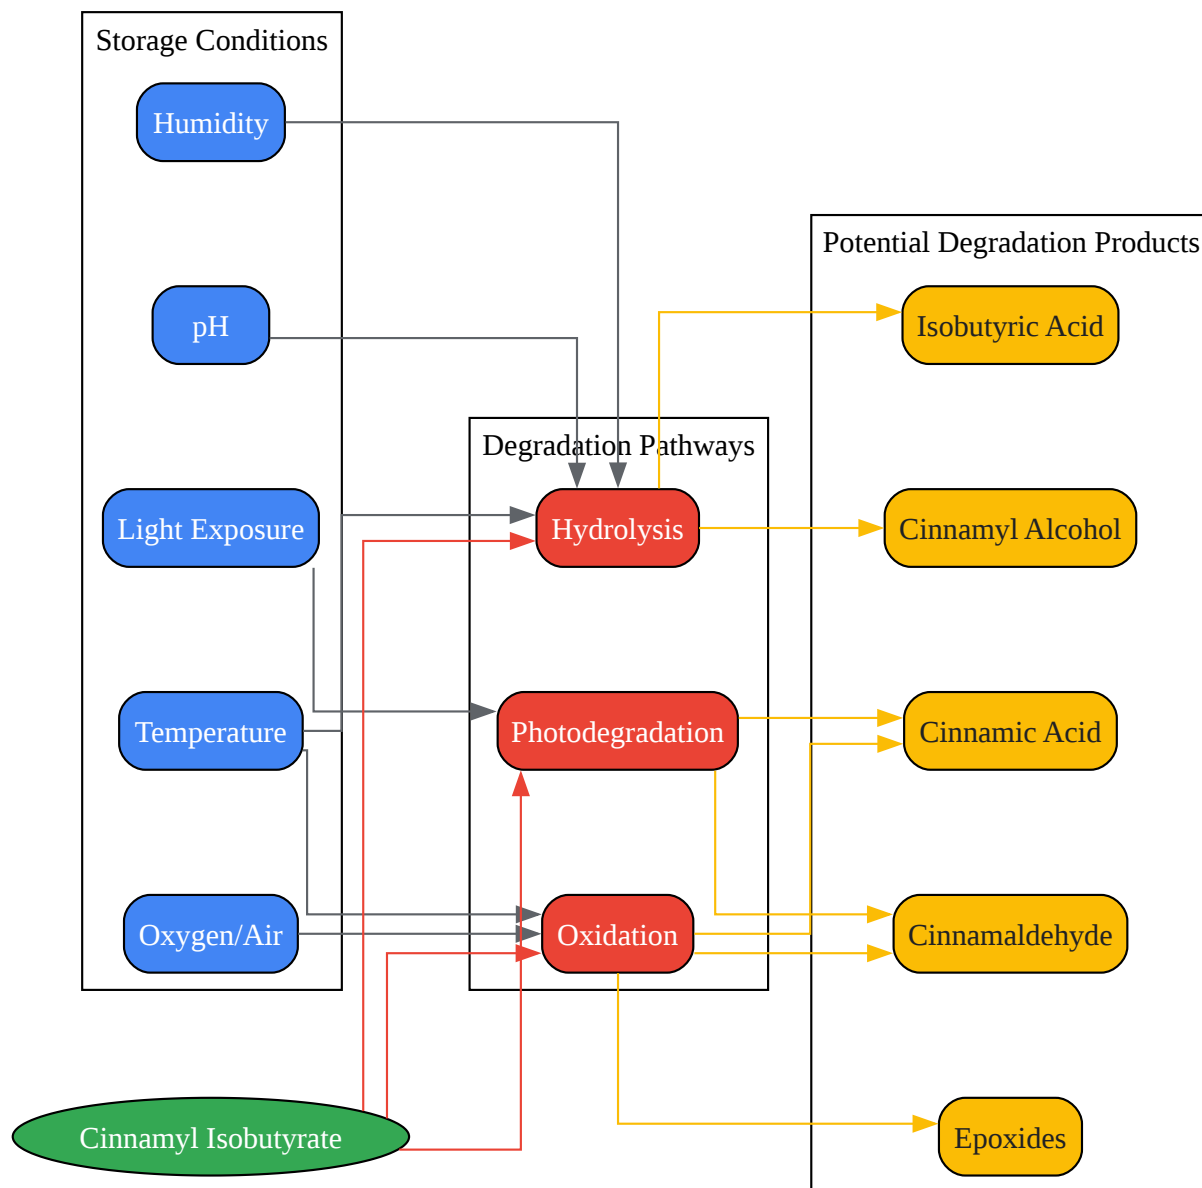 Storage Conditions
Humidity
pH
Light Exposure
Temperature
Oxygen/Air
Cinnamyl Isobutyrate
Degradation Pathways
Hydrolysis
Photodegradation
Oxidation
Potential Degradation Products
Isobutyric Acid
Cinnamyl Alcohol
Cinnamic Acid
Cinnamaldehyde
Epoxides